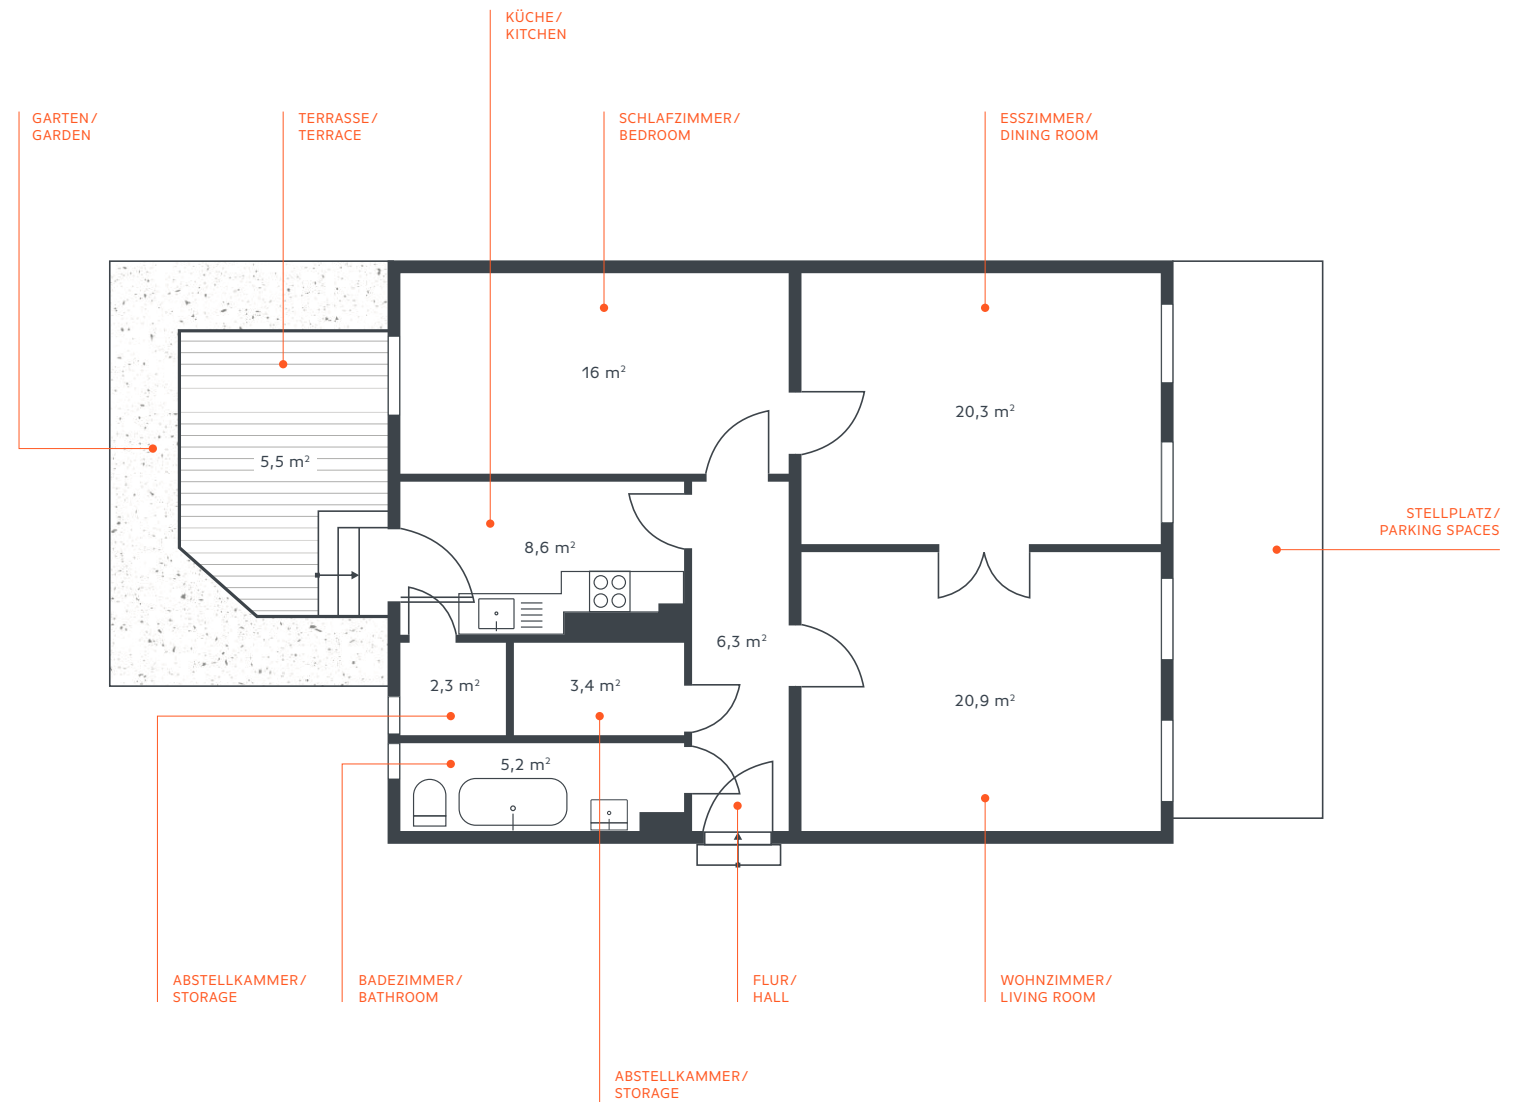 KÜCHE/
KITCHEN
GARTEN/
GARDEN
TERRASSE/
TERRACE
SCHLAFZIMMER/
BEDROOM
ESSZIMMER/
DINING ROOM
16 m²
20,3 m²
5,5 m²
STELLPLATZ/
PARKING SPACES
8,6 m²
6,3 m²
2,3 m²
3,4 m²
20,9 m²
5,2 m²
ABSTELLKAMMER/
STORAGE
BADEZIMMER/
BATHROOM
FLUR/
HALL
WOHNZIMMER/
LIVING ROOM
ABSTELLKAMMER/
STORAGE